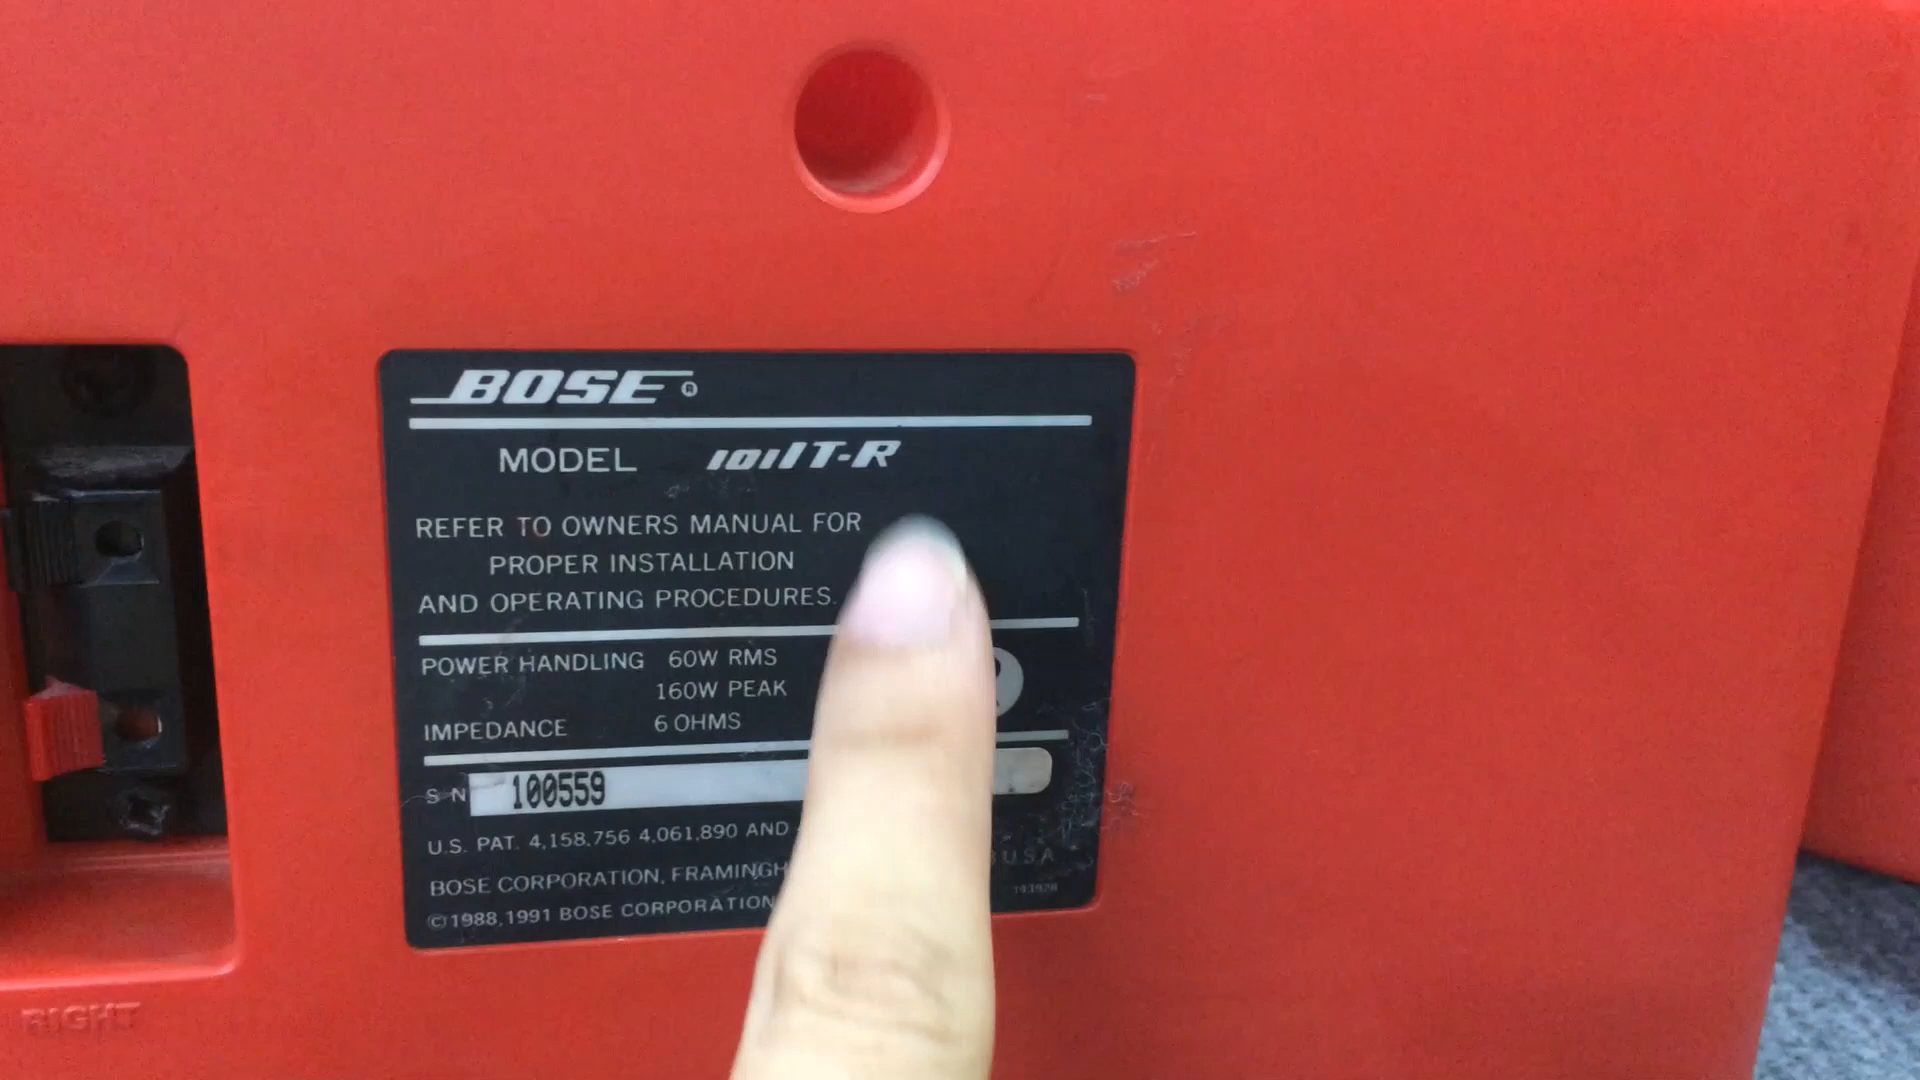 BOSE®
MODEL 101IT-R
REFER TO OWNERS MANUAL FOR
PROPER INSTALLATION
AND OPERATING PROCEDURES.
POWER HANDLING 60W RMS
160W PEAK
IMPEDANCE 6 OHMS
S N 100559
U.S. PAT. 4,158,756 4,061,890 AND
BOSE CORPORATION, USA
©1988,1991 BOSE CORPORATION
RIGHT